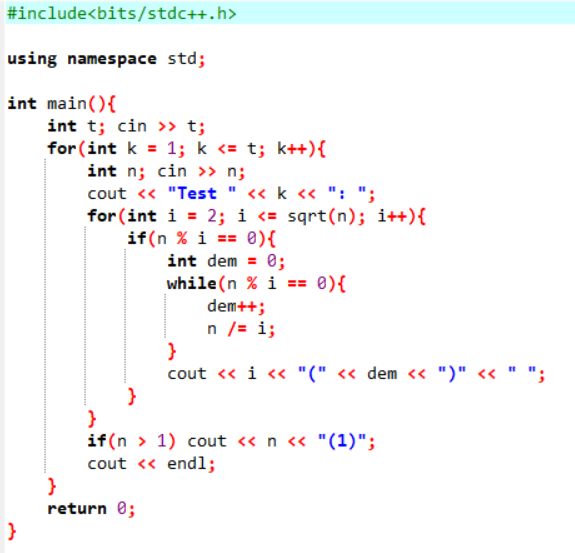 #include<bits/stdc++.h>

using namespace std;

int main(){
    int t; cin >> t;
    for(int k = 1; k <= t; k++){
        int n; cin >> n;
        cout << "Test " << k << ": ";
        for(int i = 2; i <= sqrt(n); i++){
            if(n % i == 0){
                int dem = 0;
                while(n % i == 0){
                    dem++;
                    n /= i;
                }
                cout << i << "(" << dem << ")" << " ";
            }
        }
        if(n > 1) cout << n << "(1)";
        cout << endl;
    }
    return 0;
}